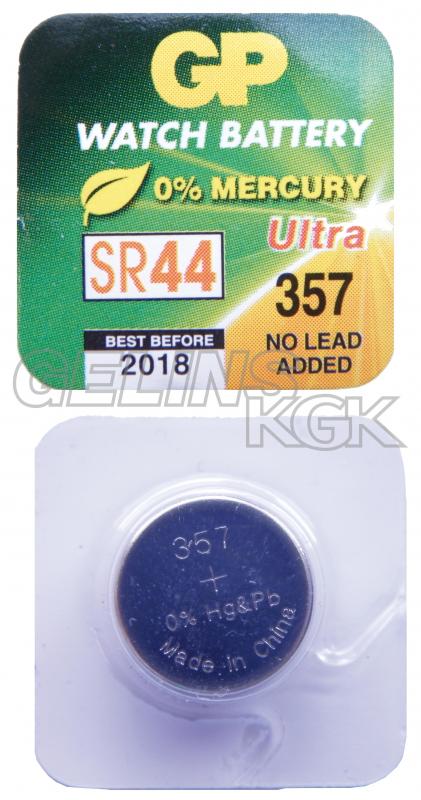 GP
WATCH BATTERY
0% MERCURY
Ultra
SR44
357
BEST BEFORE
2018
NO LEAD
ADDED
GELINS
KGK
357
+
0% Hg&Pb
Made in China